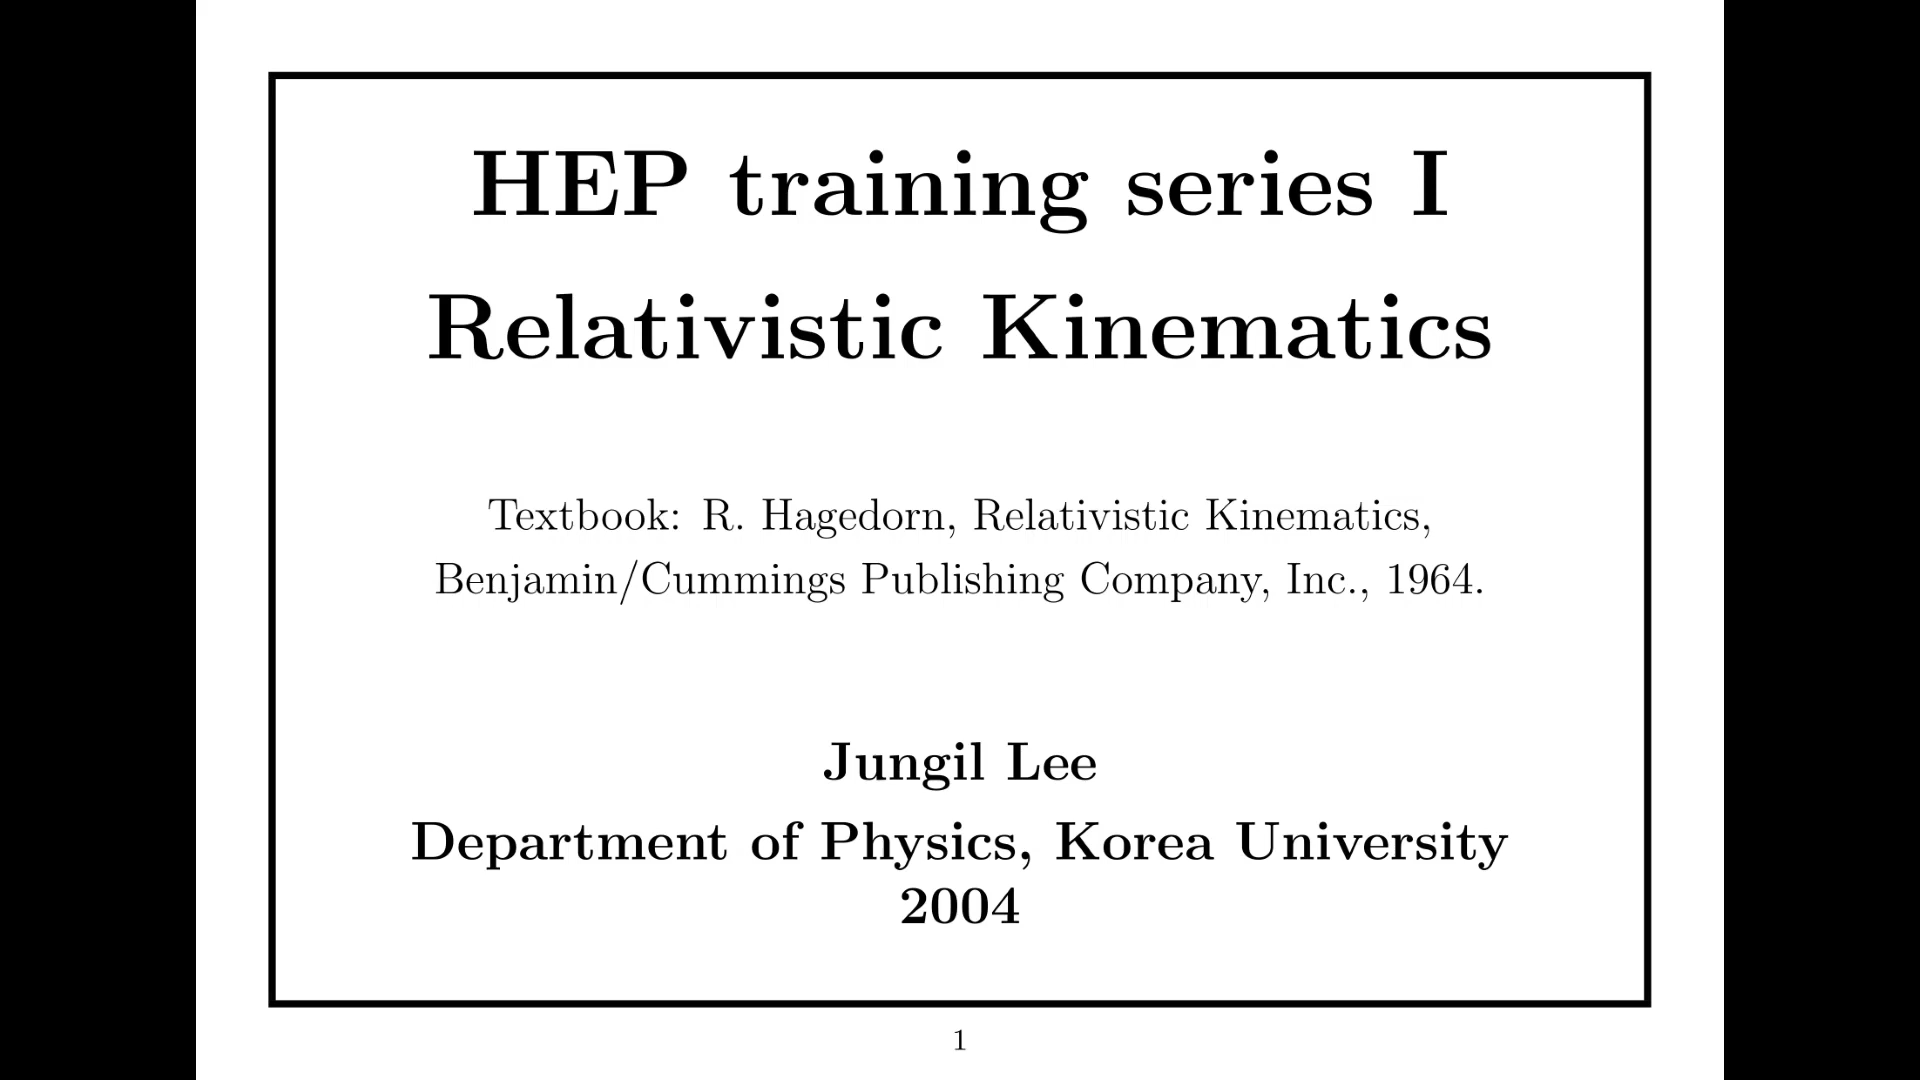 HEP training series I
Relativistic Kinematics
Textbook: R. Hagedorn, Relativistic Kinematics,
Benjamin/Cummings Publishing Company, Inc., 1964.
Jungil Lee
Department of Physics, Korea University
2004
1